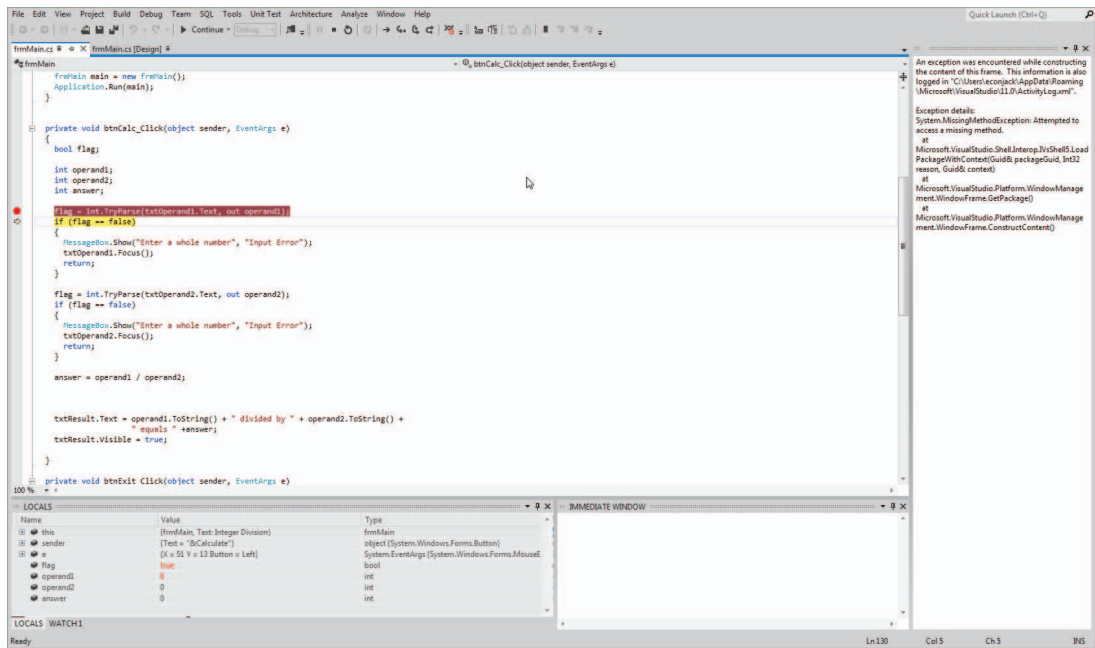 File Edit View Project Build Debug Team SQL Tools Unit Test Architecture Analyze Window Help
Quick Launch (Ctrl+Q)
Continue Debug
frmMain.cs frmMain.cs [Design]
frmMain
btnCalc_Click(object sender, EventArgs e)
frmMain main = new frmMain();
Application.Run(main);
}
private void btnCalc_Click(object sender, EventArgs e)
{
bool flag;
int operand1;
int operand2;
int answer;
flag = int.TryParse(txtOperand1.Text, out operand1);
if (flag == false)
{
MessageBox.Show("Enter a whole number", "Input Error");
txtOperand1.Focus();
return;
}
flag = int.TryParse(txtOperand2.Text, out operand2);
if (flag == false)
{
MessageBox.Show("Enter a whole number", "Input Error");
txtOperand2.Focus();
return;
}
answer = operand1 / operand2;
txtResult.Text = operand1.ToString() + " divided by " + operand2.ToString() +
" equals " +answer;
txtResult.Visible = true;
}
private void btnExit Click(object sender, EventArgs e)
100 %
An exception was encountered while constructing
the content of this frame. This information is also
logged in "C:\Users\econjack\AppData\Roaming
\Microsoft\VisualStudio\11.0\ActivityLog.xml".
Exception details:
System.MissingMethodException: Attempted to
access a missing method.
at
Microsoft.VisualStudio.Shell.Interop.IVsShell5.Load
PackageWithContext(Guid& packageGuid, Int32
reason, Guid& context)
at
Microsoft.VisualStudio.Platform.WindowManage
ment.WindowFrame.GetPackage()
at
Microsoft.VisualStudio.Platform.WindowManage
ment.WindowFrame.ConstructContent()
LOCALS
Name Value Type
this {frmMain, Text: Integer Division} frmMain
sender {Text = "&Calculate"} object {System.Windows.Forms.Button}
e {X = 51 Y = 13 Button = Left} System.EventArgs {System.Windows.Forms.MouseE
flag true bool
operand1 6 int
operand2 0 int
answer 0 int
LOCALS WATCH 1
IMMEDIATE WINDOW
Ready Ln 130 Col 5 Ch 5 INS